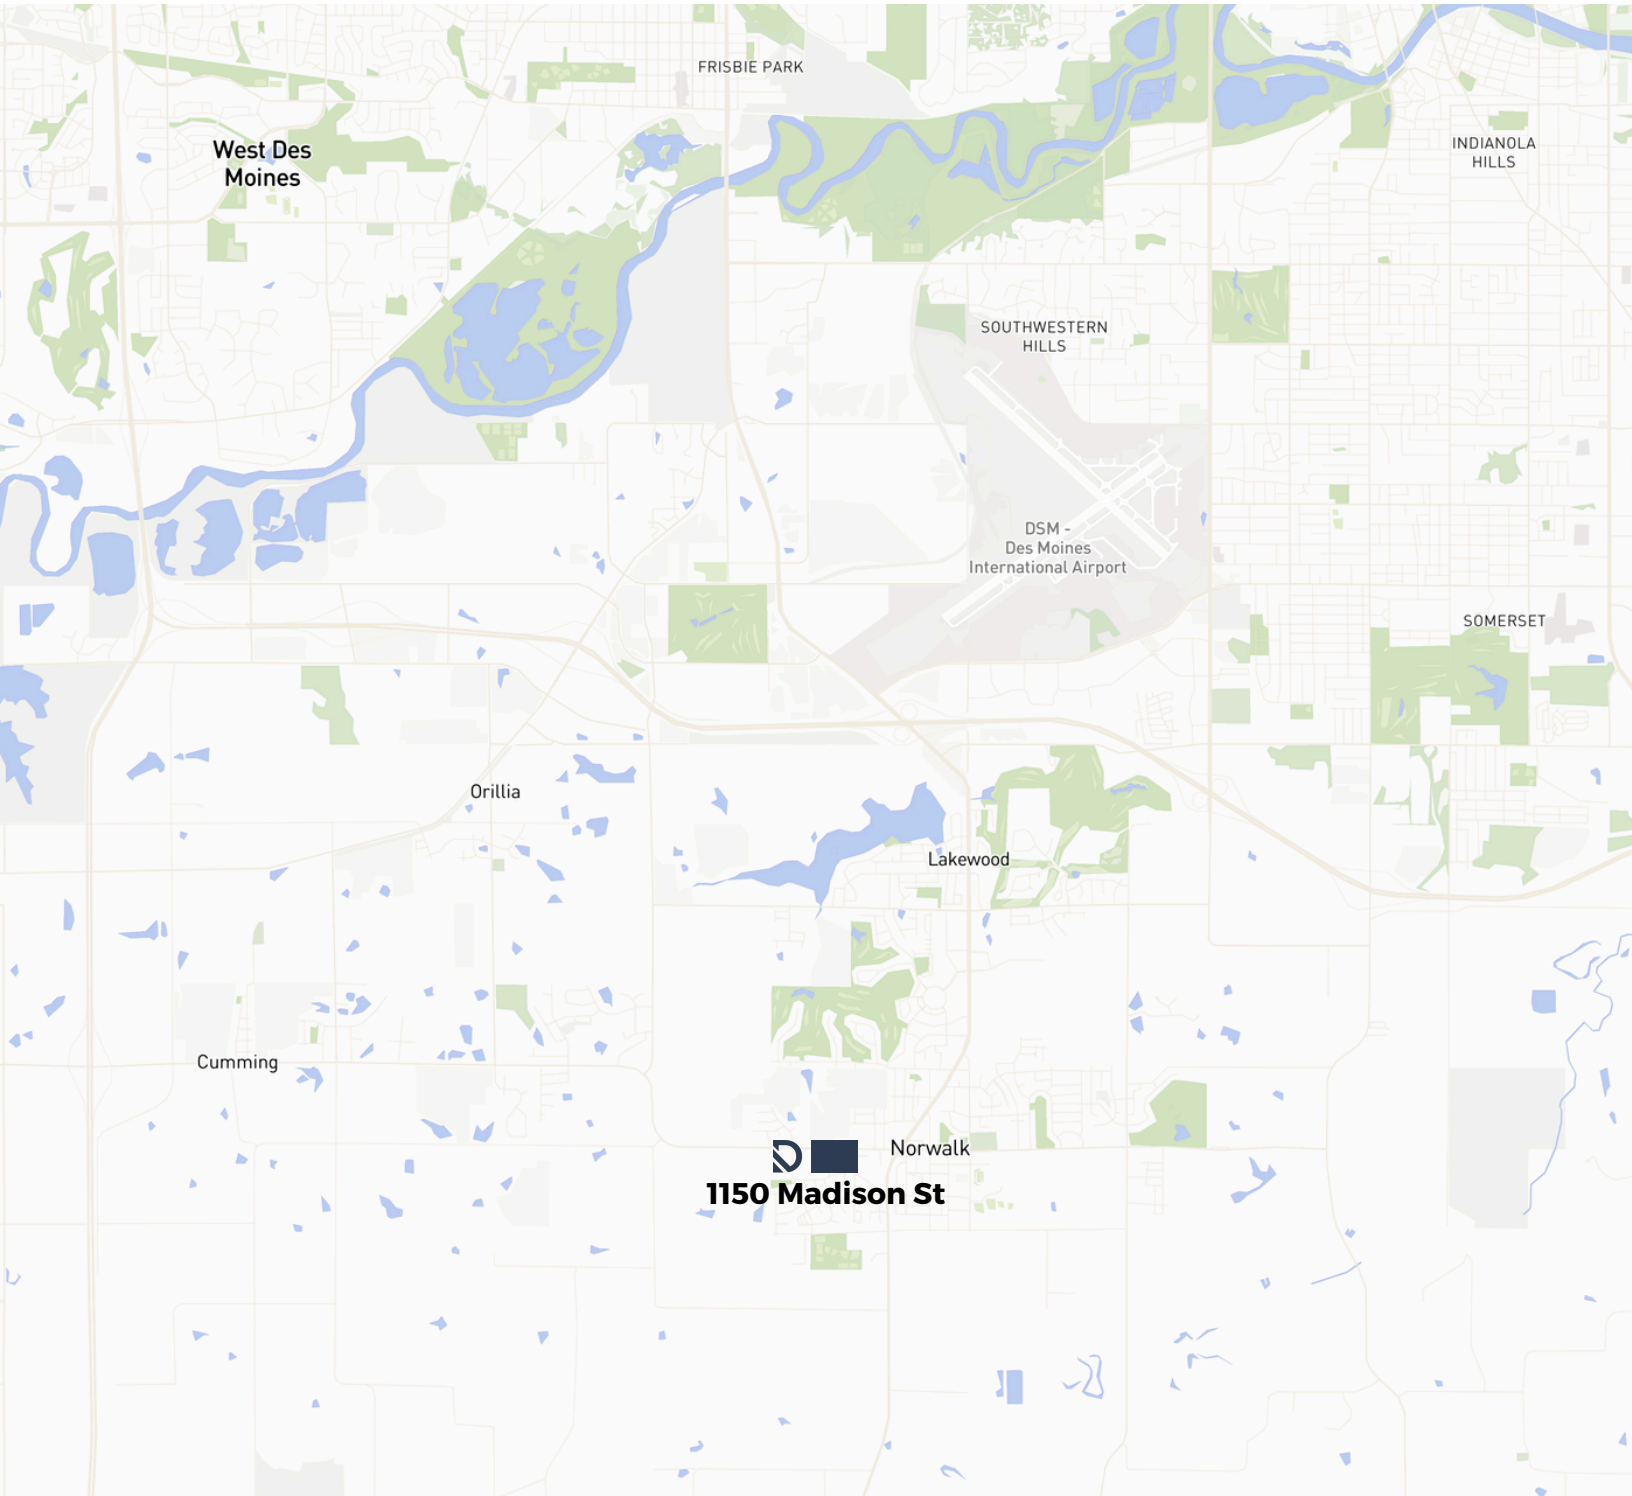 FRISBIE PARK
West Des
Moines
INDIANOLA
HILLS
SOUTHWESTERN
HILLS
DSM -
Des Moines
International Airport
SOMERSET
Orillia
Lakewood
Cumming
Norwalk
1150 Madison St